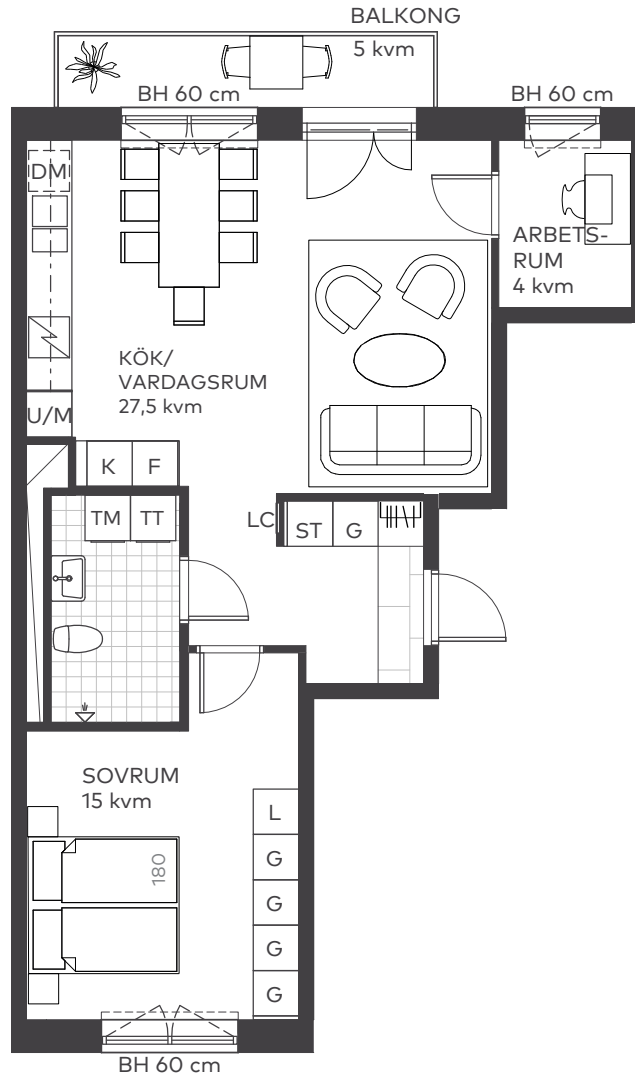 BALKONG
5 kvm
BH 60 cm
BH 60 cm
DM
ARBETS-
RUM
4 kvm
KÖK/
VARDAGSRUM
27,5 kvm
U/M
K
F
TM
TT
LC
ST
G
SOVRUM
15 kvm
L
G
180
G
G
G
BH 60 cm